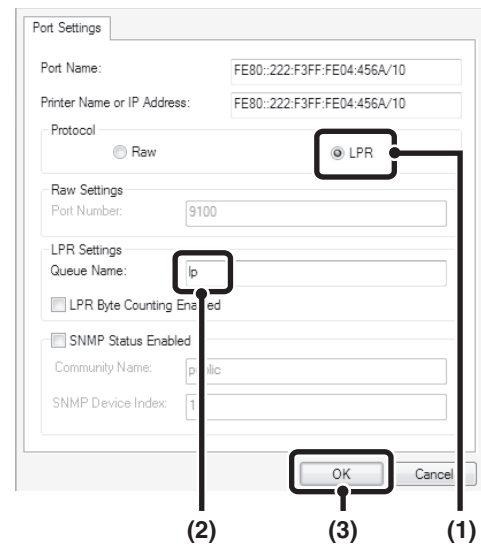 Port Settings
Port Name: FE80::222:F3FF:FE04:456A/10
Printer Name or IP Address: FE80::222:F3FF:FE04:456A/10
Protocol
Raw LPR
Raw Settings
Port Number: 9100
LPR Settings
Queue Name: lp
LPR Byte Counting Enabled
SNMP Status Enabled
Community Name: public
SNMP Device Index: 1
OK Cancel
(2) (3) (1)